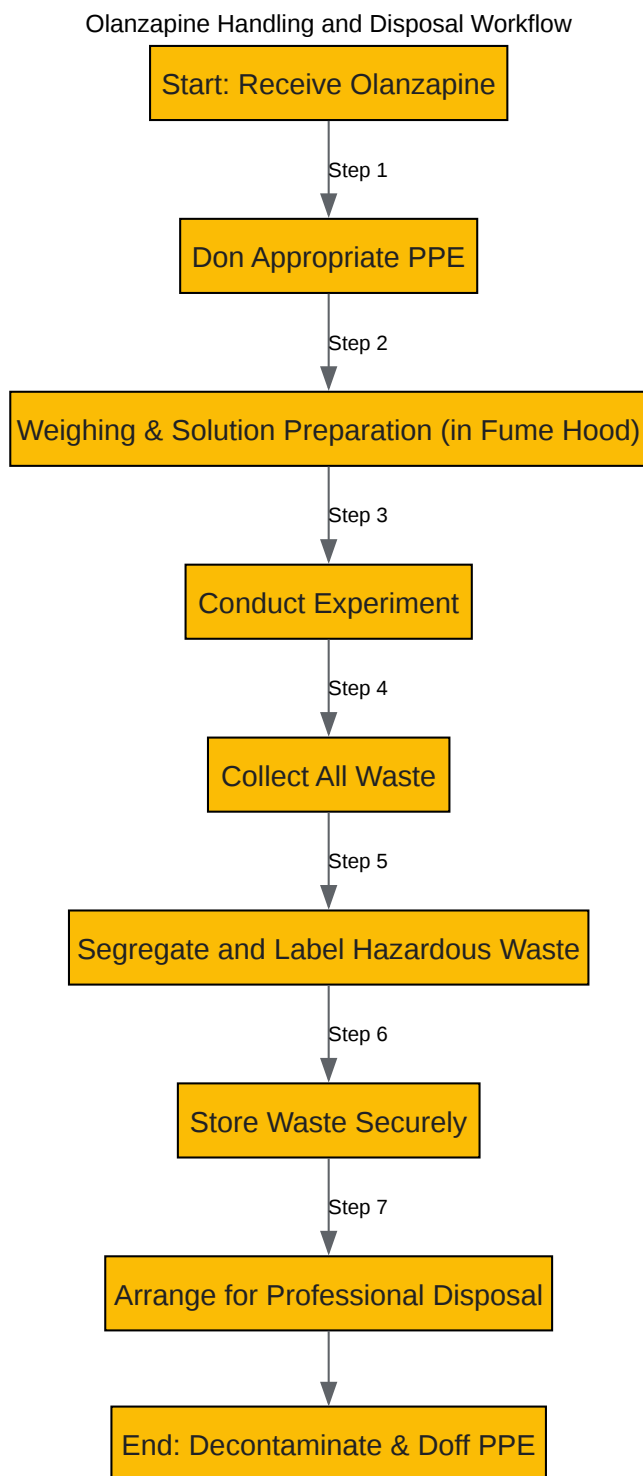 Olanzapine Handling and Disposal Workflow
Start: Receive Olanzapine
Step 1
Don Appropriate PPE
Step 2
Weighing & Solution Preparation (in Fume Hood)
Step 3
Conduct Experiment
Step 4
Collect All Waste
Step 5
Segregate and Label Hazardous Waste
Step 6
Store Waste Securely
Step 7
Arrange for Professional Disposal
End: Decontaminate & Doff PPE